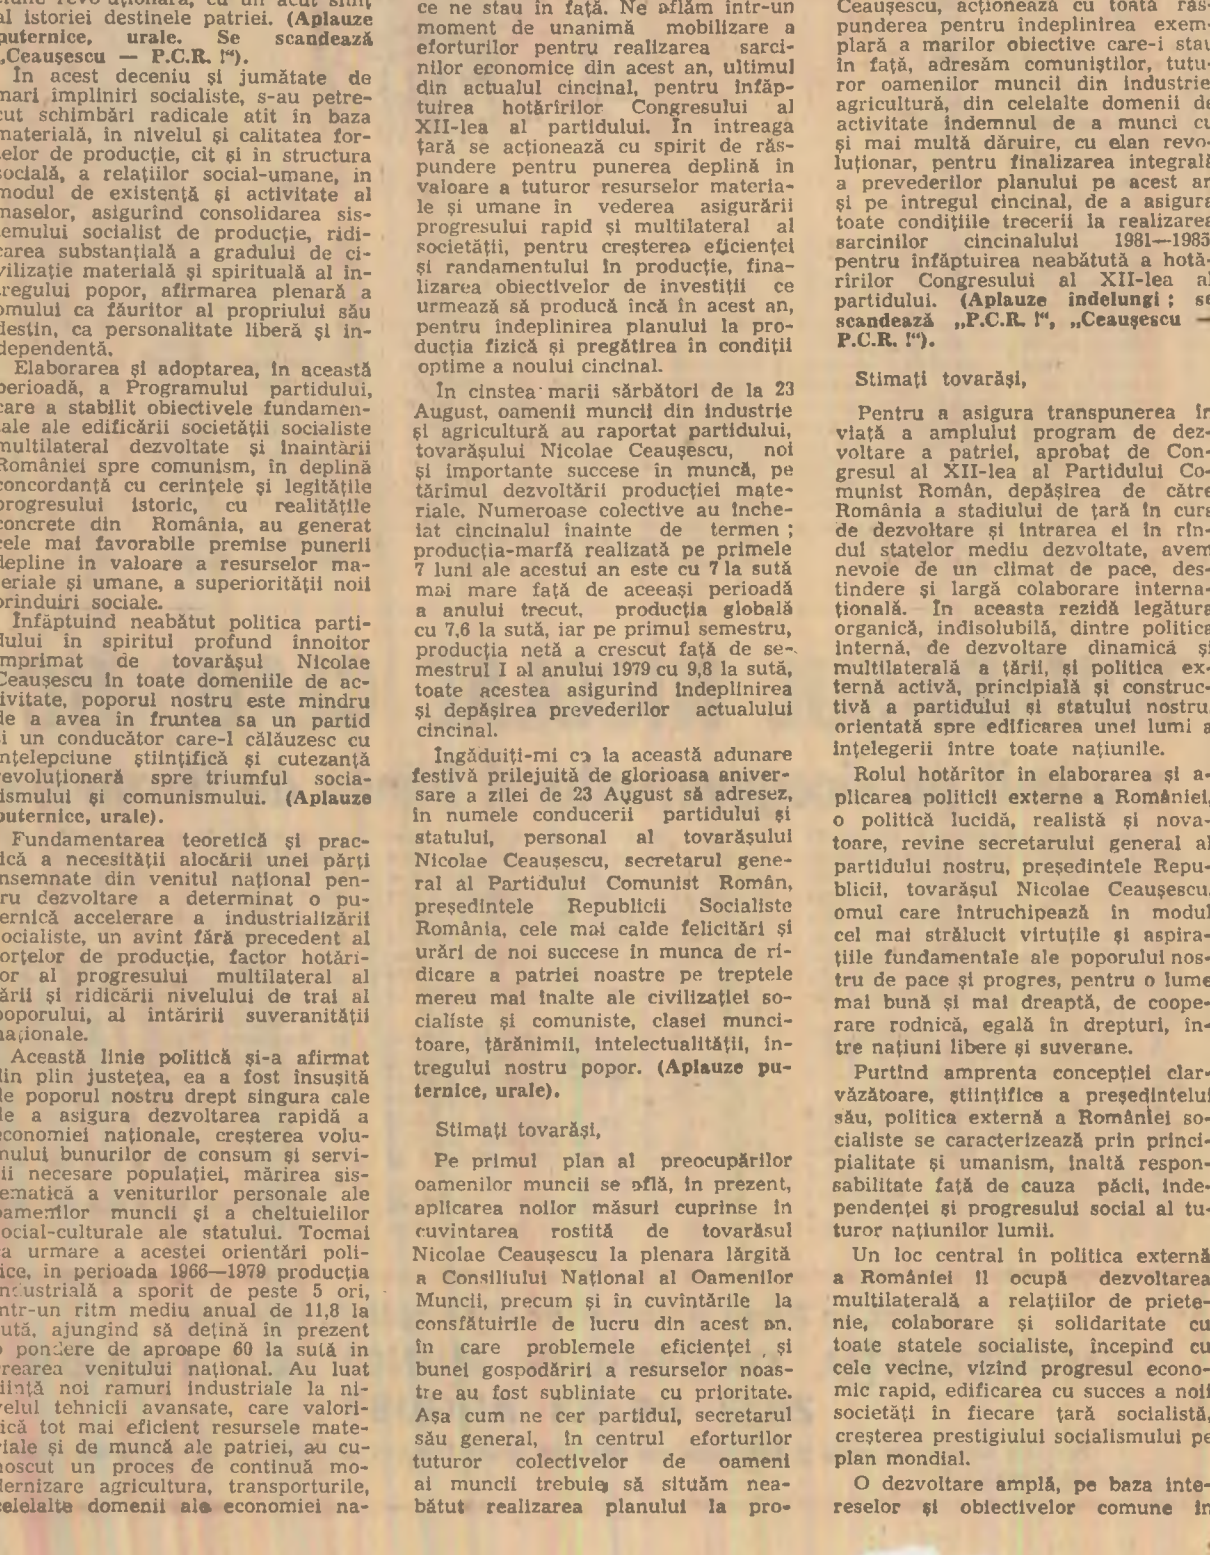 al istoriei destinele patriei. (Aplauze
puternice, urale. Se scandează
„Ceaușescu — P.C.R. !“).
In acest deceniu și jumătate de
mari împliniri socialiste, s-au petre-
cut schimbări radicale atît în baza
materială, în nivelul și calitatea for-
țelor de producție, cît și în structura
socială, a relațiilor social-umane, în
modul de existență și activitate al
maselor, asigurînd consolidarea sis-
temului socialist de producție, ridi-
carea substanțială a gradului de ci-
vilizație materială și spirituală al în-
tregului popor, afirmarea plenară a
omului ca făuritor al propriului său
destin, ca personalitate liberă și in-
dependentă.
Elaborarea și adoptarea, în această
perioadă, a Programului partidului,
care a stabilit obiectivele fundamen-
tale ale edificării societății socialiste
multilateral dezvoltate și înaintării
României spre comunism, în deplină
concordanță cu cerințele și legitățile
progresului istoric, cu realitățile
concrete din România, au generat
cele mai favorabile premise punerii
depline în valoare a resurselor ma-
teriale și umane, a superiorității noii
orînduiri sociale.
Înfăptuind neabătut politica parti-
dului în spiritul profund înnoitor
imprimat de tovarășul Nicolae
Ceaușescu în toate domeniile de ac-
tivitate, poporul nostru este mîndru
de a avea în fruntea sa un partid
și un conducător care-l călăuzesc cu
înțelepciune științifică și cutezanță
revoluționară spre triumful socia-
lismului și comunismului. (Aplauze
puternice, urale).
Fundamentarea teoretică și prac-
tică a necesității alocării unei părți
însemnate din venitul național pen-
tru dezvoltare a determinat o pu-
ternică accelerare a industrializării
socialiste, un avînt fără precedent al
forțelor de producție, factor hotărî-
tor al progresului multilateral al
țării și ridicării nivelului de trai al
poporului, al întăririi suveranității
naționale.
Această linie politică și-a afirmat
din plin justețea, ea a fost însușită
de poporul nostru drept singura cale
de a asigura dezvoltarea rapidă a
economiei naționale, creșterea volu-
mului bunurilor de consum și servi-
cii necesare populației, mărirea sis-
tematică a veniturilor personale ale
oamenilor muncii și a cheltuielilor
social-culturale ale statului. Tocmai
ca urmare a acestei orientări poli-
tice, în perioada 1966—1979 producția
industrială a sporit de peste 5 ori,
într-un ritm mediu anual de 11,8 la
sută, ajungînd să dețină în prezent
o pondere de aproape 60 la sută în
crearea venitului național. Au luat
ființă noi ramuri industriale la ni-
velul tehnicii avansate, care valori-
fică tot mai eficient resursele mate-
riale și de muncă ale patriei, au cu-
noscut un proces de continuă mo-
dernizare agricultura, transporturile,
celelalte domenii ale economiei na-
ce ne stau în față. Ne aflăm într-un
moment de unanimă mobilizare a
eforturilor pentru realizarea sarci-
nilor economice din acest an, ultimul
din actualul cincinal, pentru înfăp-
tuirea hotărîrilor Congresului al
XII-lea al partidului. În întreaga
țară se acționează cu spirit de răs-
pundere pentru punerea deplină în
valoare a tuturor resurselor materia-
le și umane în vederea asigurării
progresului rapid și multilateral al
societății, pentru creșterea eficienței
și randamentului în producție, fina-
lizarea obiectivelor de investiții ce
urmează să producă încă în acest an,
pentru îndeplinirea planului la pro-
ducția fizică și pregătirea în condiții
optime a noului cincinal.
În cinstea marii sărbători de la 23
August, oamenii muncii din industrie
și agricultură au raportat partidului,
tovarășului Nicolae Ceaușescu, noi
și importante succese în muncă, pe
tărîmul dezvoltării producției mate-
riale. Numeroase colective au înche-
iat cincinalul înainte de termen ;
producția-marfă realizată pe primele
7 luni ale acestui an este cu 7 la sută
mai mare față de aceeași perioadă
a anului trecut, producția globală
cu 7,6 la sută, iar pe primul semestru,
producția netă a crescut față de se-
mestrul I al anului 1979 cu 9,8 la sută,
toate acestea asigurînd îndeplinirea
și depășirea prevederilor actualului
cincinal.
Îngăduiți-mi ca la această adunare
festivă prilejuită de glorioasa aniver-
sare a zilei de 23 August să adresez,
în numele conducerii partidului și
statului, personal al tovarășului
Nicolae Ceaușescu, secretarul gene-
ral al Partidului Comunist Român,
președintele Republicii Socialiste
România, cele mai calde felicitări și
urări de noi succese în munca de ri-
dicare a patriei noastre pe treptele
mereu mai înalte ale civilizației so-
cialiste și comuniste, clasei munci-
toare, țărănimii, intelectualității, în-
tregului nostru popor. (Aplauze pu-
ternice, urale).
Stimați tovarăși,
Pe primul plan al preocupărilor
oamenilor muncii se află, în prezent,
aplicarea noilor măsuri cuprinse în
cuvîntarea rostită de tovarășul
Nicolae Ceaușescu la plenara lărgită
a Consiliului Național al Oamenilor
Muncii, precum și în cuvîntările la
consfătuirile de lucru din acest an,
în care problemele eficienței și
bunei gospodăriri a resurselor noas-
tre au fost subliniate cu prioritate.
Așa cum ne cer partidul, secretarul
său general, în centrul eforturilor
tuturor colectivelor de oameni
ai muncii trebuie să situăm nea-
bătut realizarea planului la pro-
Ceaușescu, acționează cu toată răs-
punderea pentru îndeplinirea exem-
plară a marilor obiective care-i stau
în față, adresăm comuniștilor, tutu-
ror oamenilor muncii din industrie,
agricultură, din celelalte domenii de
activitate îndemnul de a munci cu
și mai multă dăruire, cu elan revo-
luționar, pentru finalizarea integrală
a prevederilor planului pe acest an
și pe întregul cincinal, de a asigura
toate condițiile trecerii la realizarea
sarcinilor cincinalului 1981—1985
pentru înfăptuirea neabătută a hotă-
rîrilor Congresului al XII-lea al
partidului. (Aplauze îndelungi ; se
scandează „P.C.R. !“, „Ceaușescu —
P.C.R. !“).
Stimați tovarăși,
Pentru a asigura transpunerea în
viață a amplului program de dez-
voltare a patriei, aprobat de Con-
gresul al XII-lea al Partidului Co-
munist Român, depășirea de către
România a stadiului de țară în curs
de dezvoltare și intrarea ei în rîn-
dul statelor mediu dezvoltate, avem
nevoie de un climat de pace, des-
tindere și largă colaborare interna-
țională. În aceasta rezidă legătura
organică, indisolubilă, dintre politica
internă, de dezvoltare dinamică și
multilaterală a țării, și politica ex-
ternă activă, principială și construc-
tivă a partidului și statului nostru,
orientată spre edificarea unei lumi a
înțelegerii între toate națiunile.
Rolul hotărîtor în elaborarea și a-
plicarea politicii externe a României,
o politică lucidă, realistă și nova-
toare, revine secretarului general al
partidului nostru, președintele Repu-
blicii, tovarășul Nicolae Ceaușescu,
omul care întruchipează în modul
cel mai strălucit virtuțile și aspira-
țiile fundamentale ale poporului nos-
tru de pace și progres, pentru o lume
mai bună și mai dreaptă, de coope-
rare rodnică, egală în drepturi, în-
tre națiuni libere și suverane.
Purtînd amprenta concepției clar-
văzătoare, științifice a președintelui
său, politica externă a României so-
cialiste se caracterizează prin princi-
pialitate și umanism, înaltă respon-
sabilitate față de cauza păcii, inde-
pendenței și progresului social al tu-
turor națiunilor lumii.
Un loc central în politica externă
a României îl ocupă dezvoltarea
multilaterală a relațiilor de priete-
nie, colaborare și solidaritate cu
toate statele socialiste, începînd cu
cele vecine, vizînd progresul econo-
mic rapid, edificarea cu succes a noii
societăți în fiecare țară socialistă,
creșterea prestigiului socialismului pe
plan mondial.
O dezvoltare amplă, pe baza inte-
reselor și obiectivelor comune în